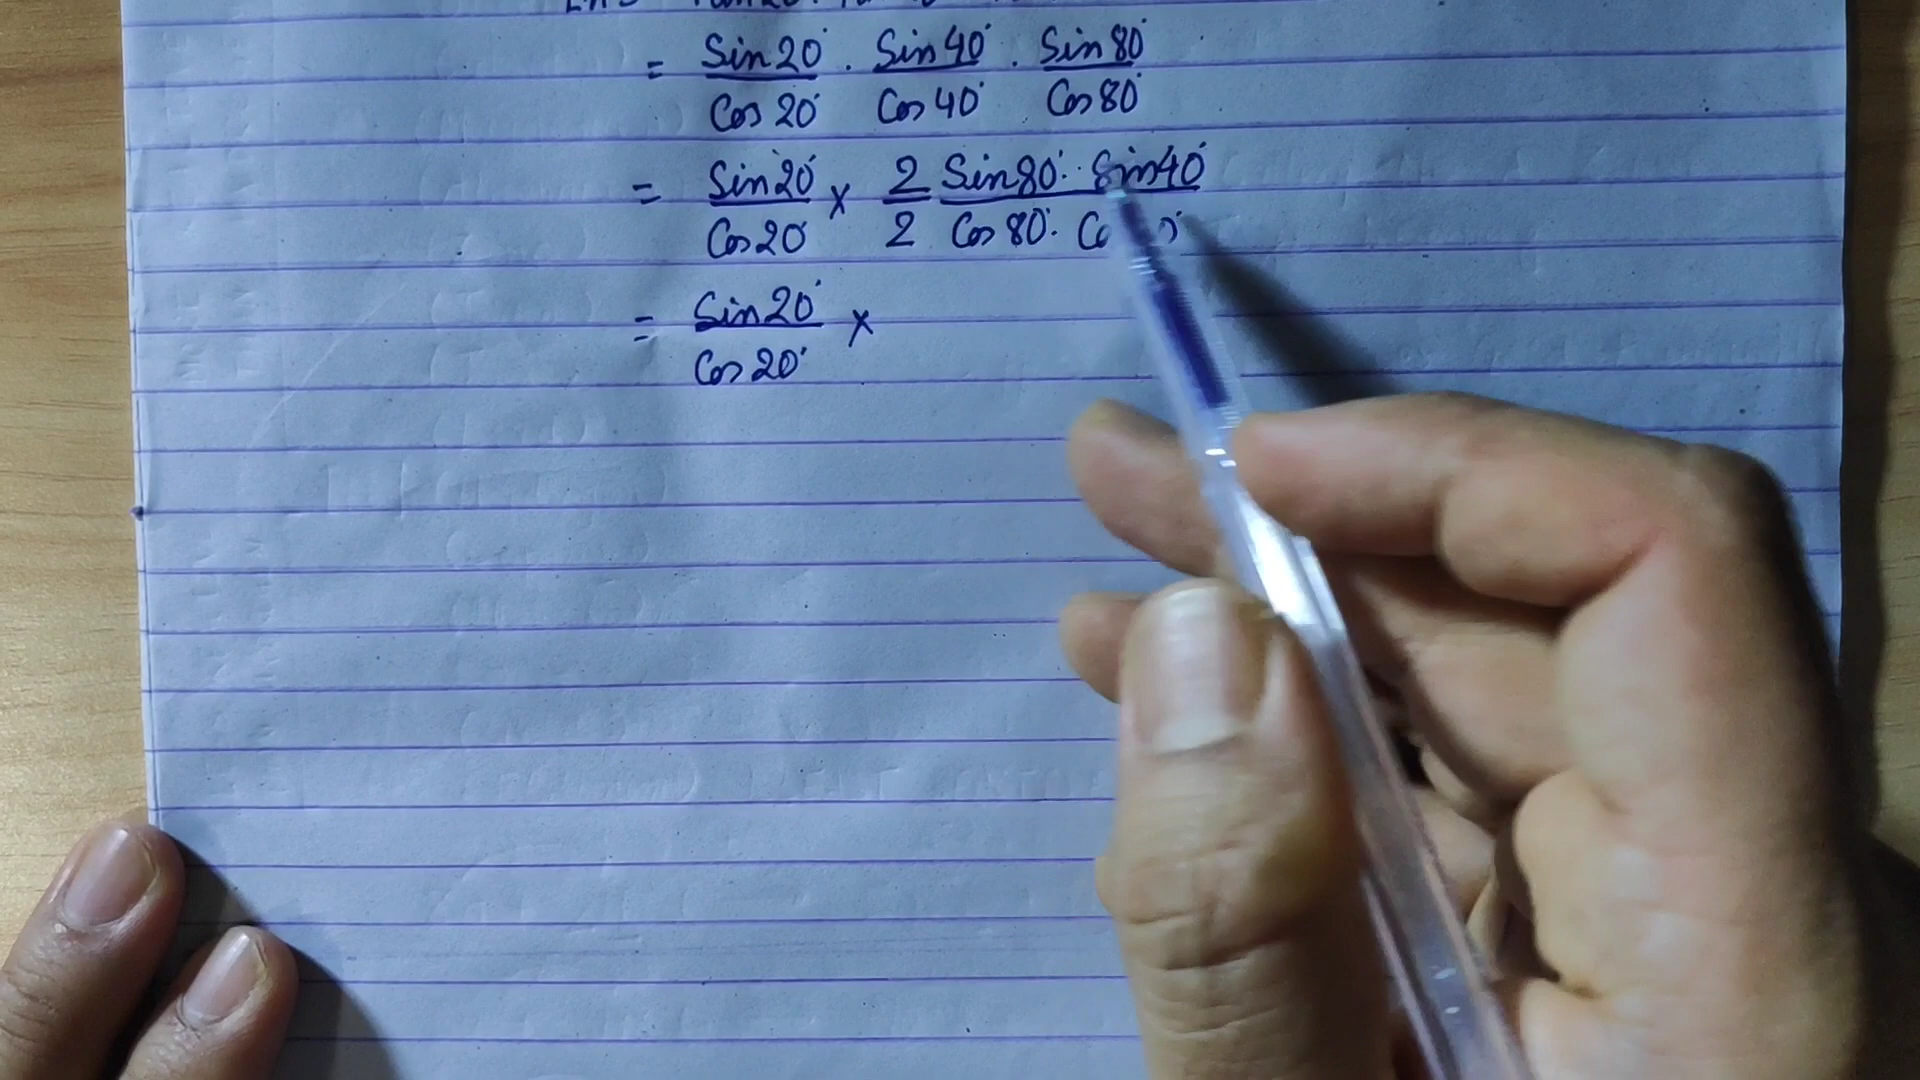 = Sin20° . Sin40° . Sin80°
Cos20° Cos40° Cos80°
= Sin20° × 2 Sin80°. Sin40°
Cos20° 2 Cos80°.
= Sin20° ×
Cos20°